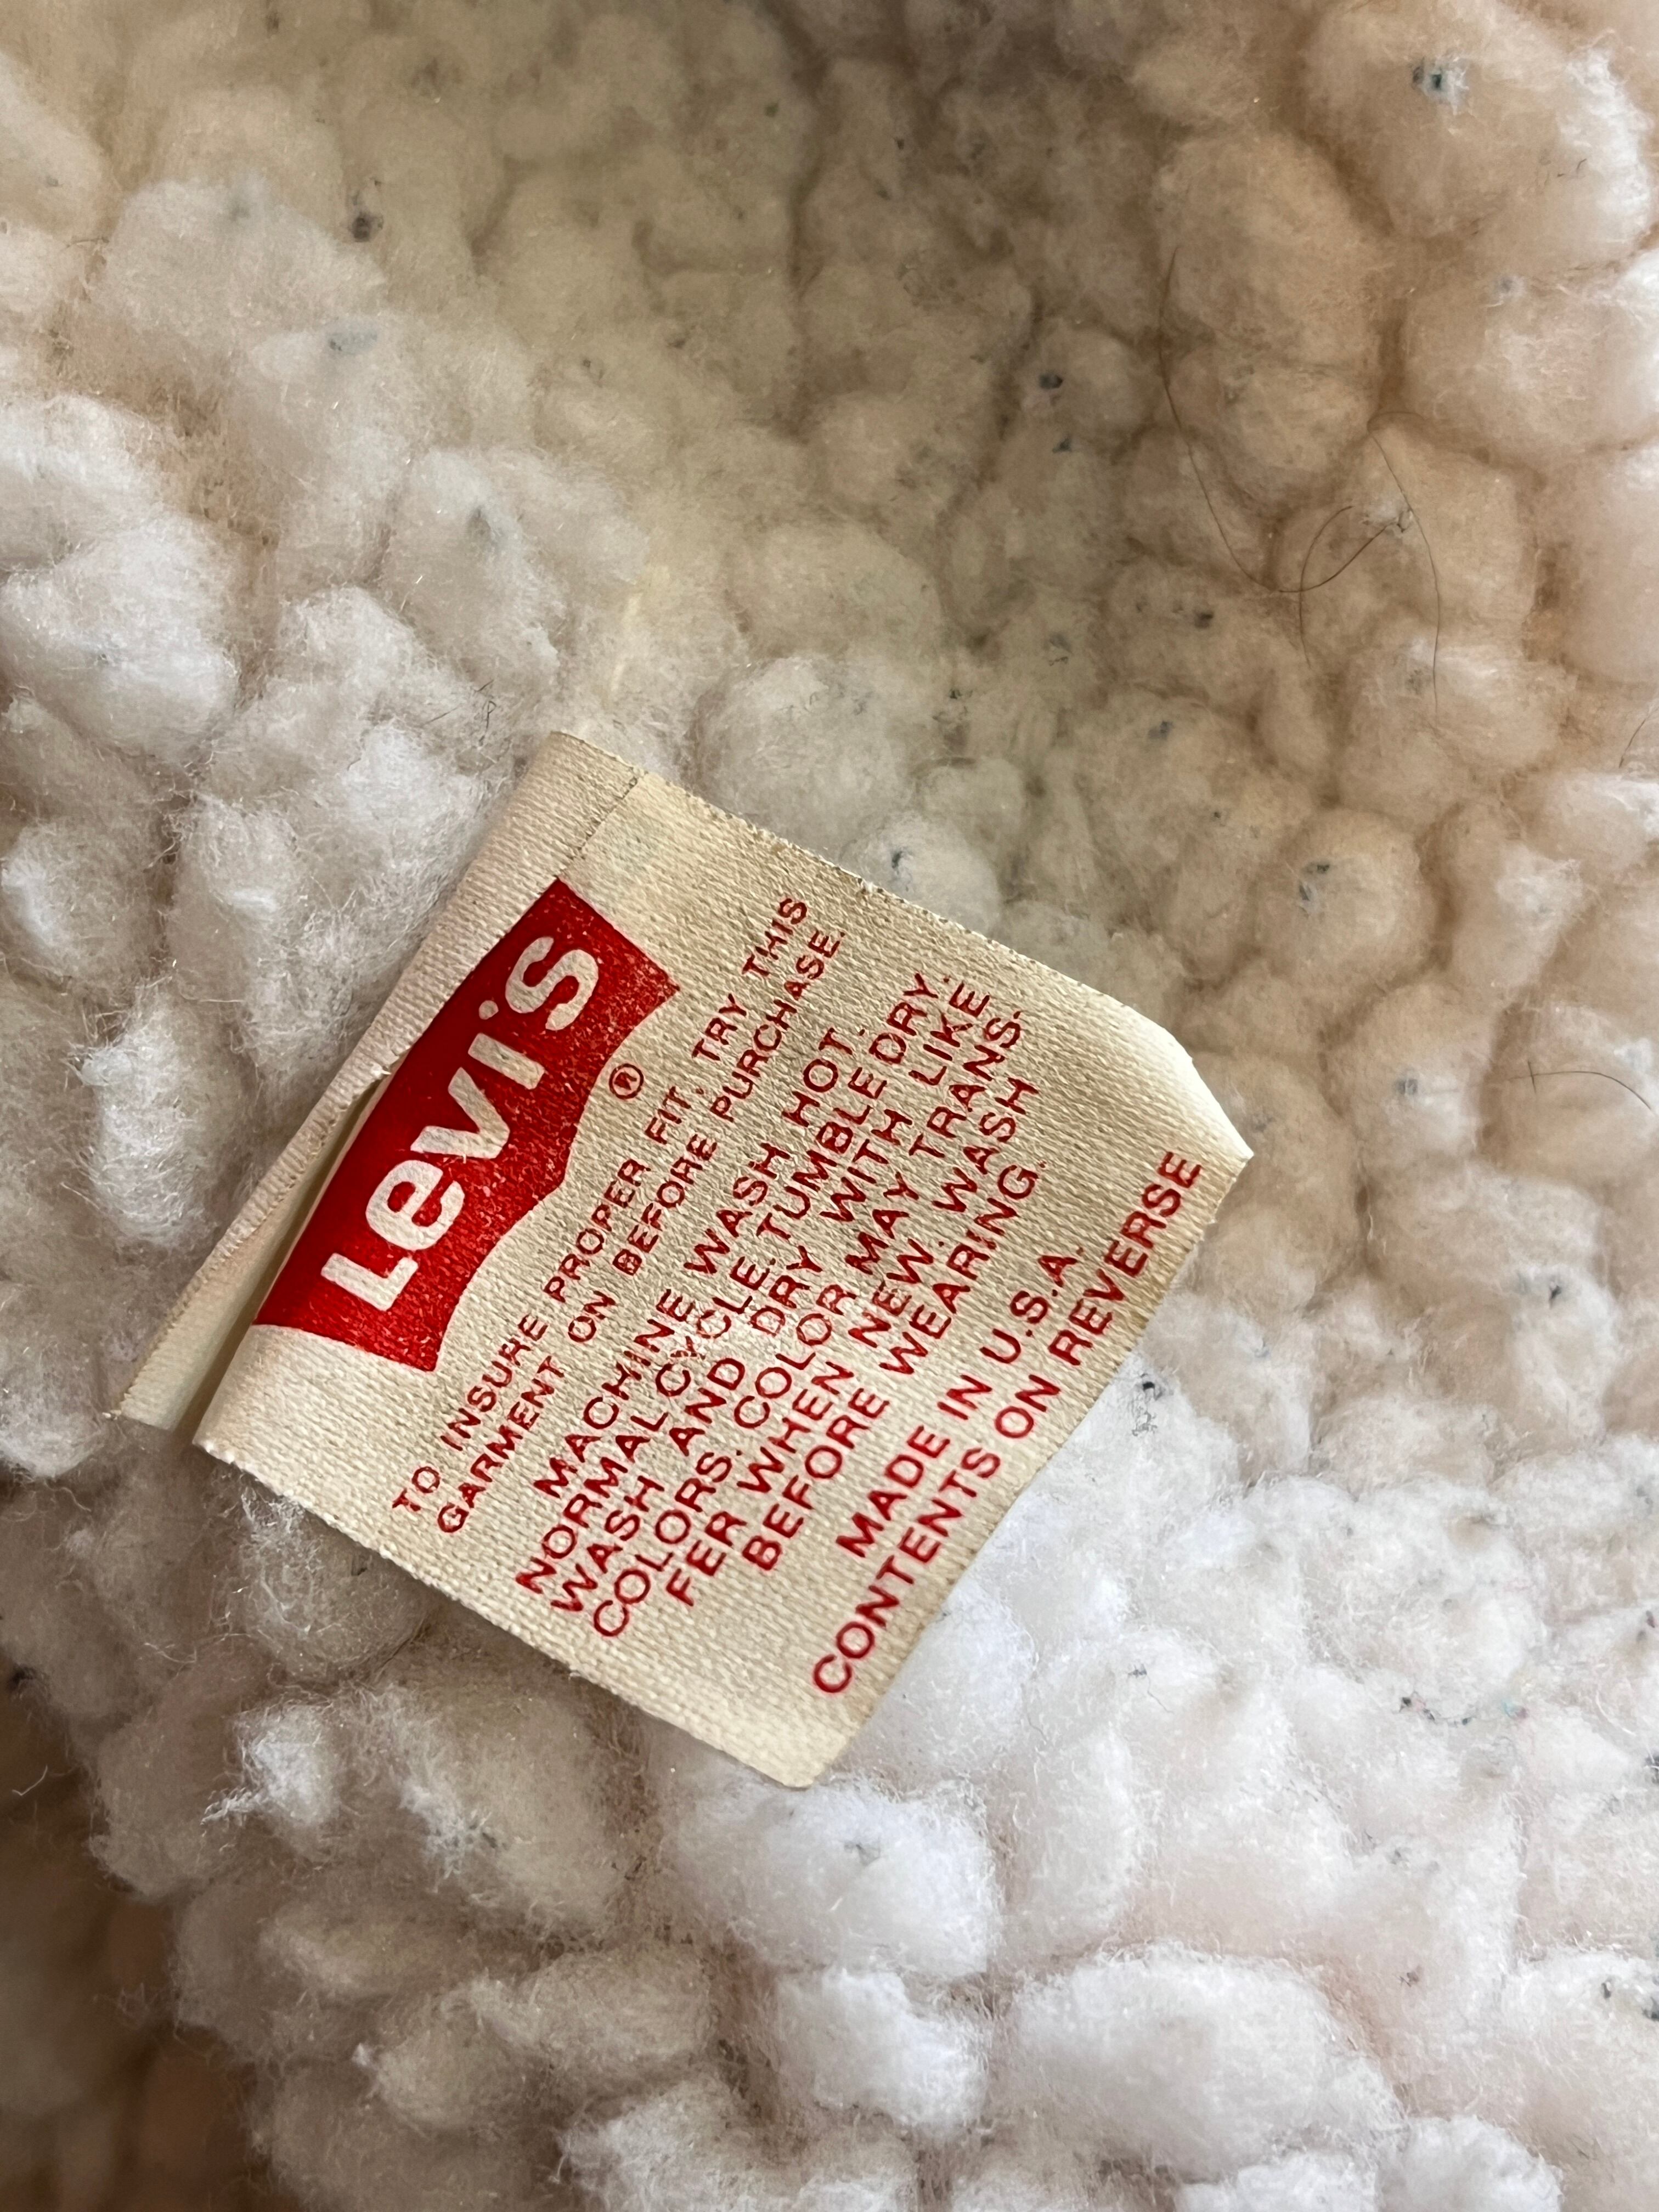 Levi's
®
TO INSURE PROPER FIT, TRY THIS
GARMENT ON BEFORE PURCHASE.
MACHINE WASH HOT.
NORMAL CYCLE. TUMBLE DRY.
WASH AND DRY WITH LIKE
COLORS. COLOR MAY TRANS.
FER WHEN NEW. WASH
BEFORE WEARING.
MADE IN U.S.A.
CONTENTS ON REVERSE